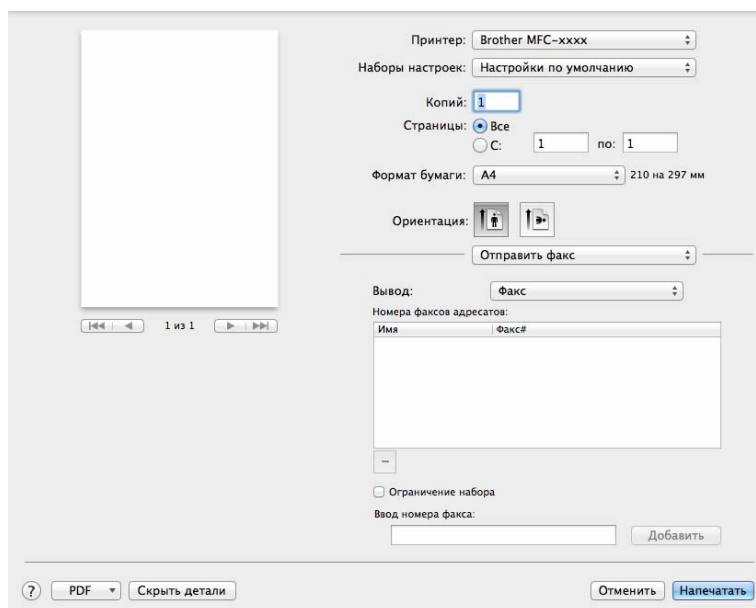 Принтер: Brother MFC-xxxx
Наборы настроек: Настройки по умолчанию
Копий: 1
Страницы: Все
С: 1 по: 1
Формат бумаги: A4 210 на 297 мм
Ориентация:
Отправить факс
Вывод: Факс
Номера факсов адресатов:
Имя Факс#
1 из 1
Ограничение набора
Ввод номера факса:
Добавить
? PDF Скрыть детали Отменить Напечатать